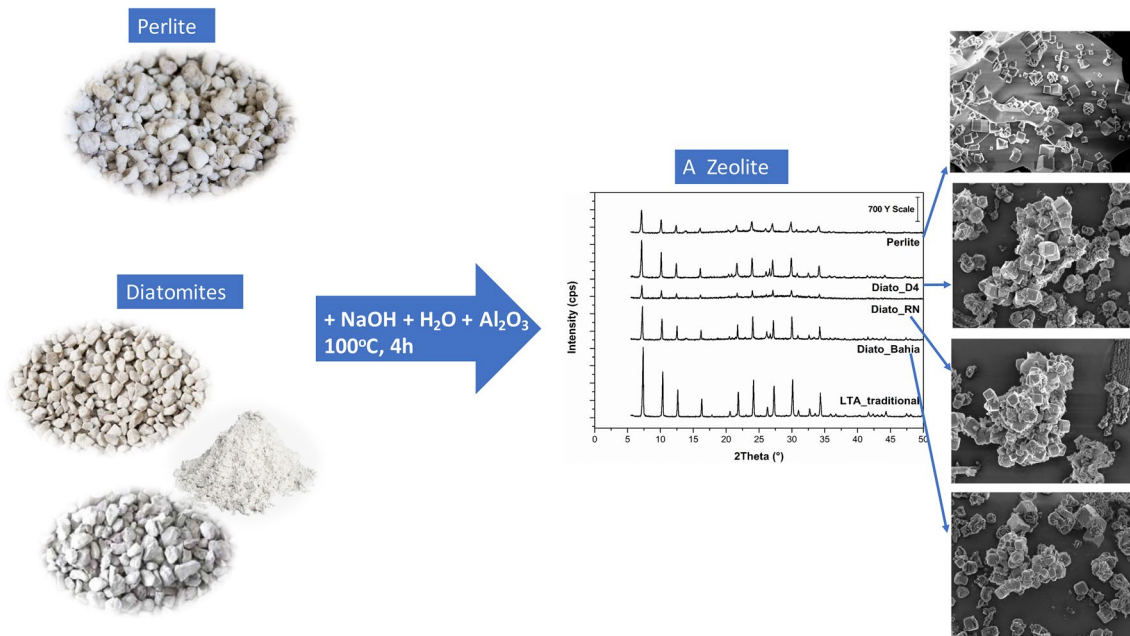 Perlite
Diatomites
+ NaOH + H₂O + Al₂O₃
100ºC, 4h
A Zeolite
700 Y Scale
Perlite
Diato_D4
Diato_RN
Diato_Bahia
LTA_traditional
Intensity (cps)
0 5 10 15 20 25 30 35 40 45 50
2Theta (°)